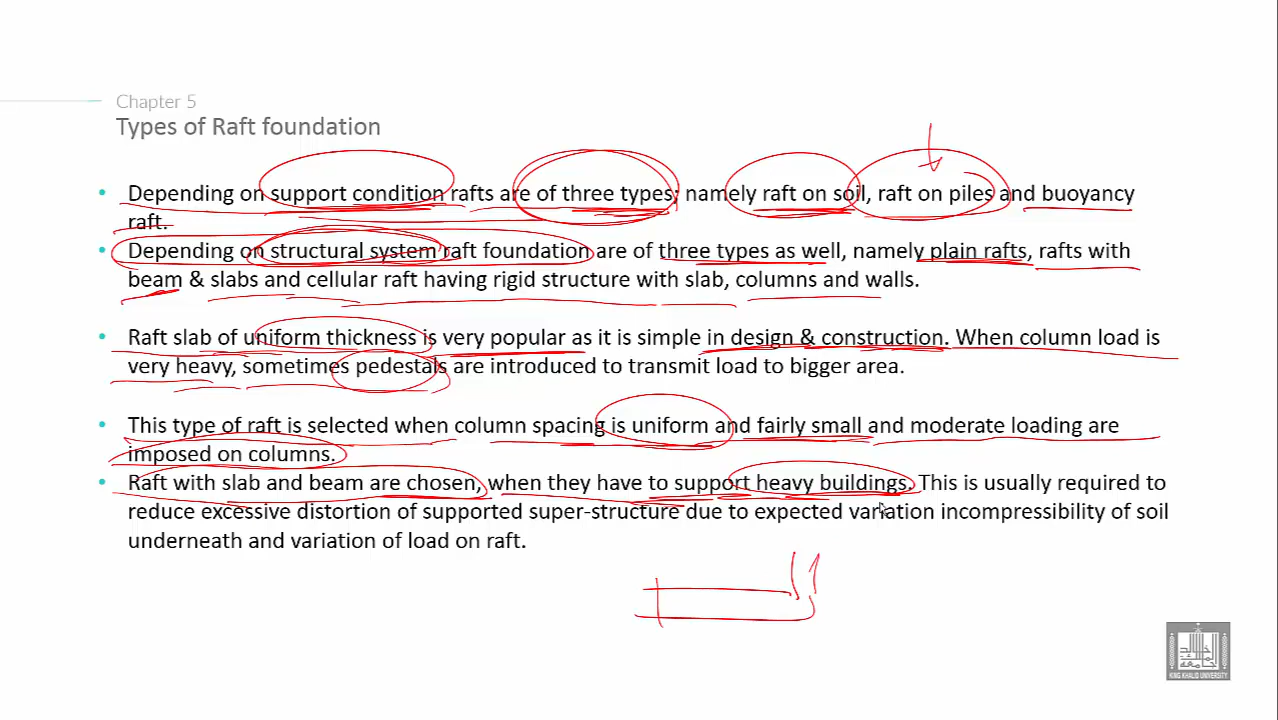 Chapter 5
Types of Raft foundation
• Depending on support condition rafts are of three types; namely raft on soil, raft on piles and buoyancy
raft.
• Depending on structural system raft foundation are of three types as well, namely plain rafts, rafts with
beam & slabs and cellular raft having rigid structure with slab, columns and walls.
• Raft slab of uniform thickness is very popular as it is simple in design & construction. When column load is
very heavy, sometimes pedestals are introduced to transmit load to bigger area.
• This type of raft is selected when column spacing is uniform and fairly small and moderate loading are
imposed on columns.
• Raft with slab and beam are chosen, when they have to support heavy buildings. This is usually required to
reduce excessive distortion of supported super-structure due to expected variation incompressibility of soil
underneath and variation of load on raft.
KING KHALID UNIVERSITY